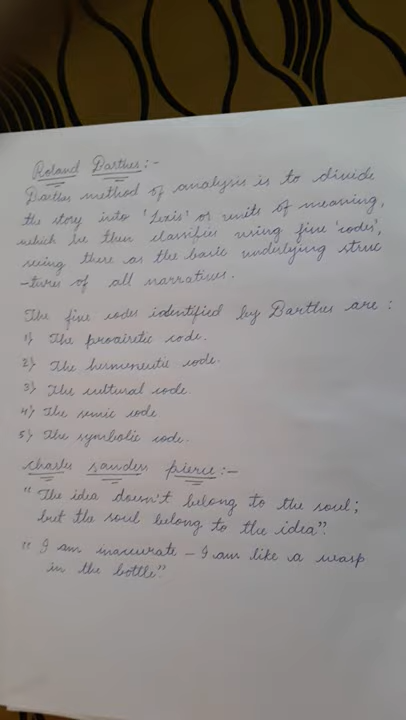 Roland Barthes:-
Barthes method of analysis is to divide
the story into 'Lexis' or units of meaning,
which he then classifies using five 'codes',
seeing these as the basic underlying struc
-tures of all narratives.
The five codes identified by Barthes are:
1) The proairetic code.
2) The hermeneutic code.
3) The cultural code.
4) The semic code
5) The symbolic code.
Charles sanders pierce:-
"The idea doesn't belong to the soul;
but the soul belong to the idea".
"I am inaccurate - I am like a wasp
in the bottle"